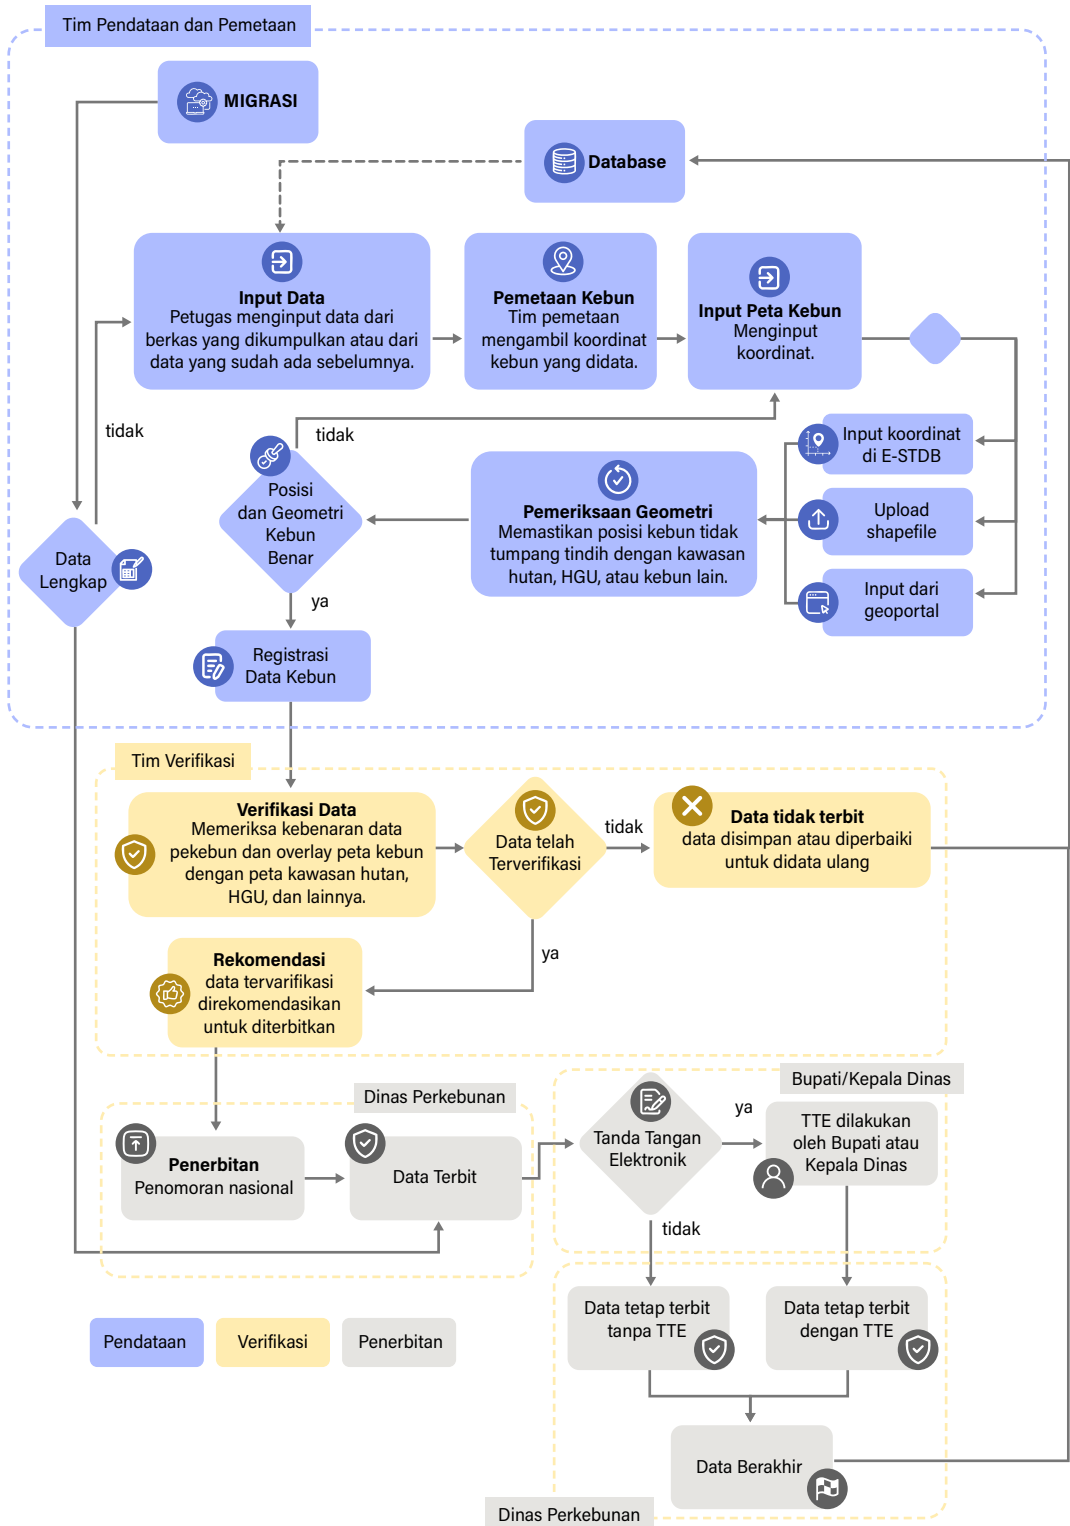 Tim Pendataan dan Pemetaan
MIGRASI
Database
Input Data
Petugas menginput data dari
berkas yang dikumpulkan atau dari
data yang sudah ada sebelumnya.
Pemetaan Kebun
Tim pemetaan
mengambil koordinat
kebun yang didata.
Input Peta Kebun
Menginput
koordinat.
tidak
tidak
Input koordinat
di E-STDB
Upload
shapefile
Input dari
geoportal
Pemeriksaan Geometri
Memastikan posisi kebun tidak
tumpang tindih dengan kawasan
hutan, HGU, atau kebun lain.
Posisi
dan Geometri
Kebun
Benar
Data
Lengkap
ya
Registrasi
Data Kebun
Tim Verifikasi
Verifikasi Data
Memeriksa kebenaran data
pekebun dan overlay peta kebun
dengan peta kawasan hutan,
HGU, dan lainnya.
Data telah
Terverifikasi
tidak
Data tidak terbit
data disimpan atau diperbaiki
untuk didata ulang
ya
Rekomendasi
data tervarifikasi
direkomendasikan
untuk diterbitkan
Dinas Perkebunan
Penerbitan
Penomoran nasional
Data Terbit
Bupati/Kepala Dinas
Tanda Tangan
Elektronik
ya
TTE dilakukan
oleh Bupati atau
Kepala Dinas
tidak
Data tetap terbit
tanpa TTE
Data tetap terbit
dengan TTE
Pendataan
Verifikasi
Penerbitan
Data Berakhir
Dinas Perkebunan